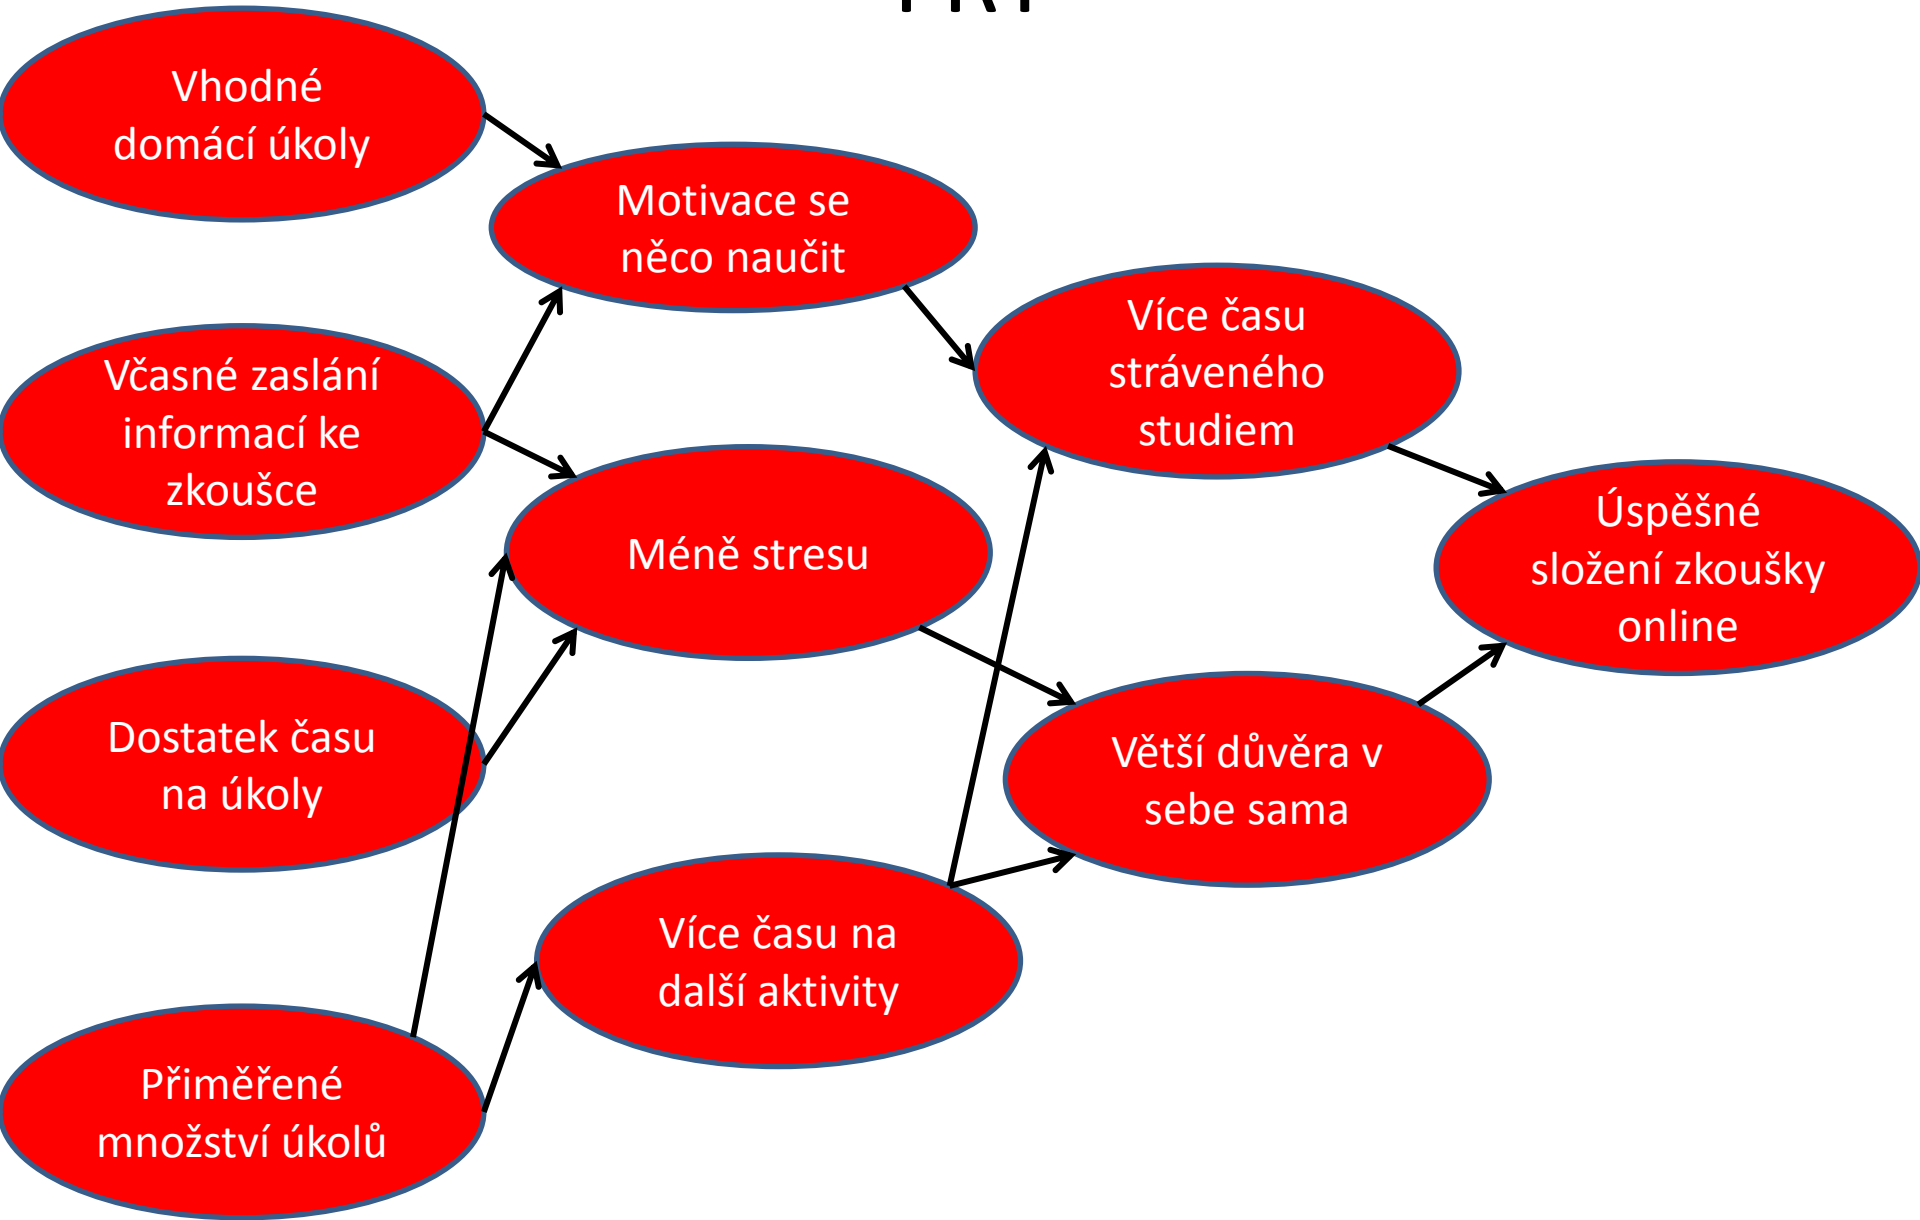 Vhodné
domácí úkoly
Motivace se
něco naučit
Včasné zaslání
informací ke
zkoušce
Více času
stráveného
studiem
Méně stresu
Úspěšné
složení zkoušky
online
Dostatek času
na úkoly
Větší důvěra v
sebe sama
Více času na
další aktivity
Přiměřené
množství úkolů